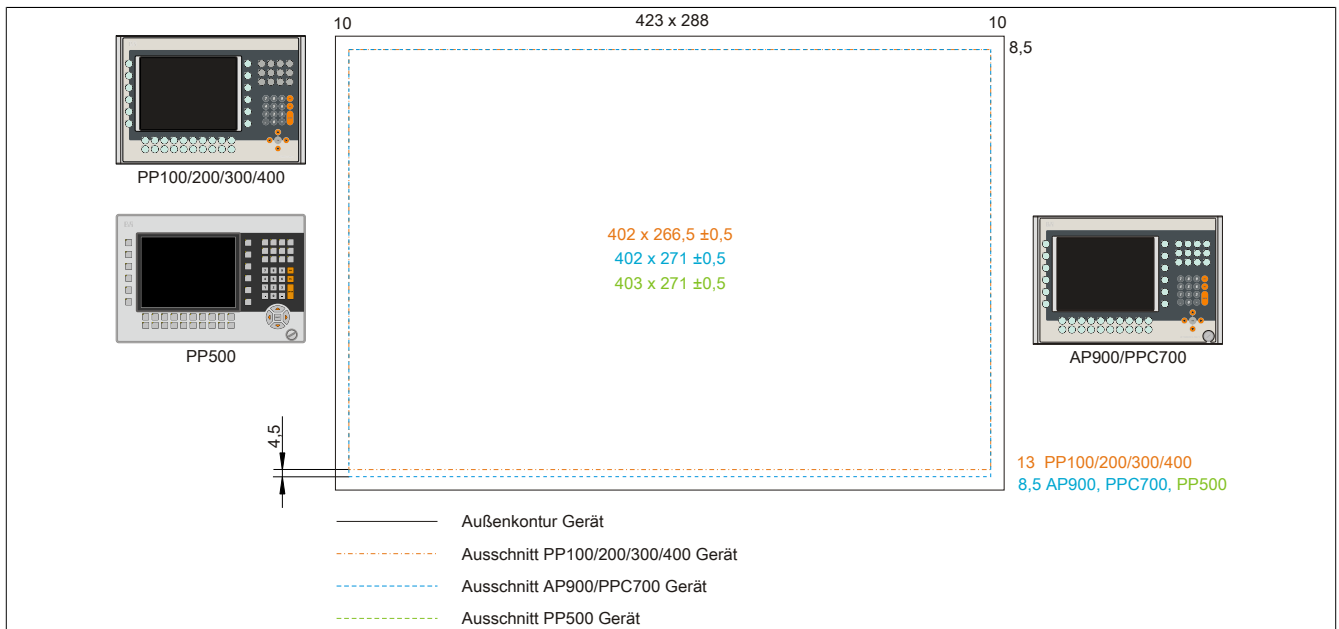 10
423 x 288
10
8,5
PP100/200/300/400
402 x 266,5 ±0,5
402 x 271 ±0,5
403 x 271 ±0,5
PP500
AP900/PPC700
4,5
13 PP100/200/300/400
8,5 AP900, PPC700, PP500
Außenkontur Gerät
Ausschnitt PP100/200/300/400 Gerät
Ausschnitt AP900/PPC700 Gerät
Ausschnitt PP500 Gerät